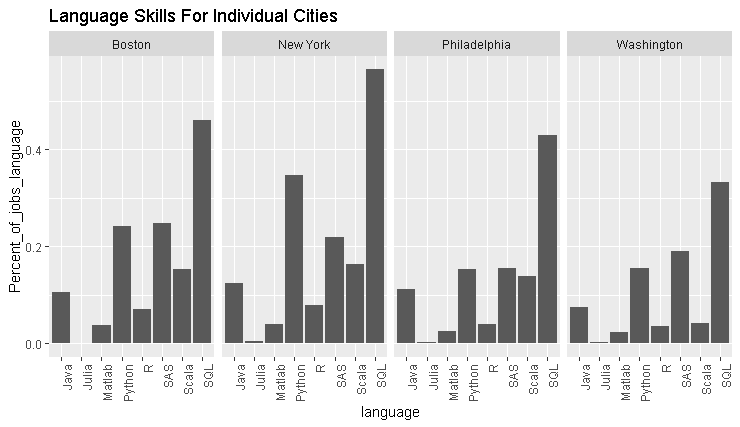 Language Skills For Individual Cities
Boston
New York
Philadelphia
Washington
Percent_of_jobs_language
0.4
0.2
0.0
Java
Julia
Matlab
Python
R
SAS
Scala
SQL
Java
Julia
Matlab
Python
R
SAS
Scala
SQL
Java
Julia
Matlab
Python
R
SAS
Scala
SQL
Java
Julia
Matlab
Python
R
SAS
Scala
SQL
language